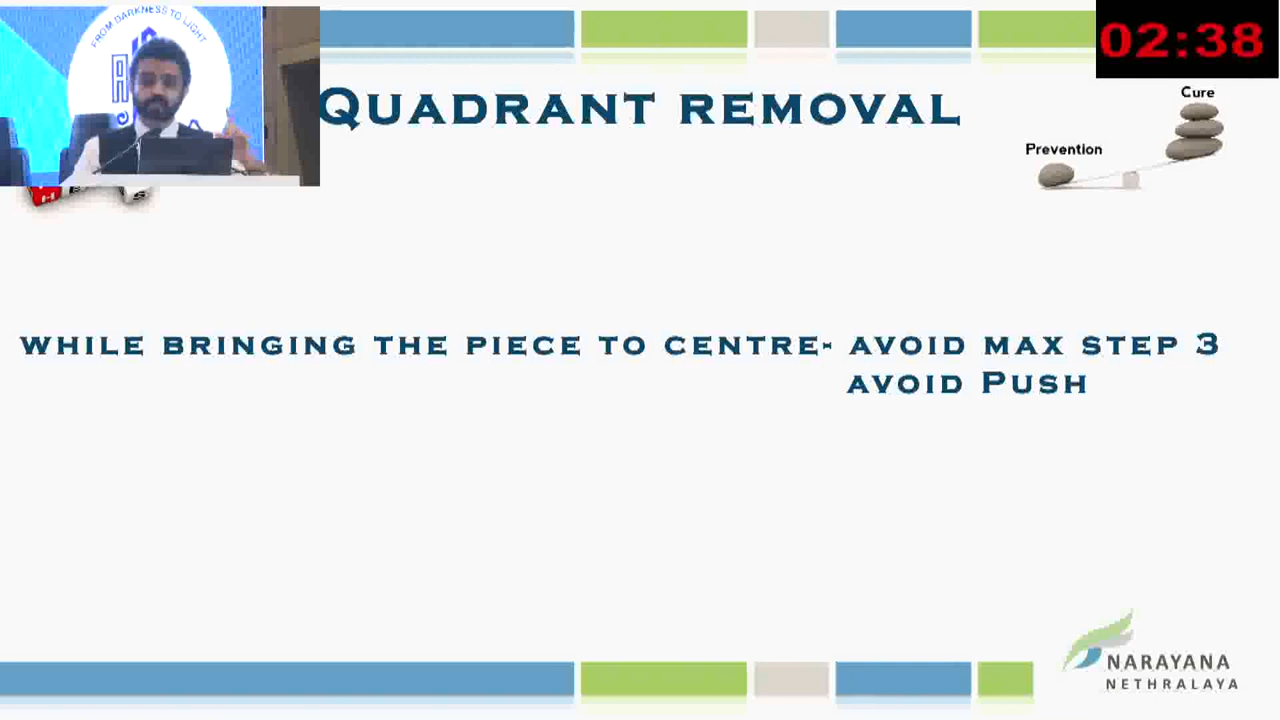 FROM DARKNESS TO LIGHT
02:38
QUADRANT REMOVAL
Cure
Prevention
WHILE BRINGING THE PIECE TO CENTRE- AVOID MAX STEP 3
AVOID PUSH
NARAYANA
NETHRALAYA